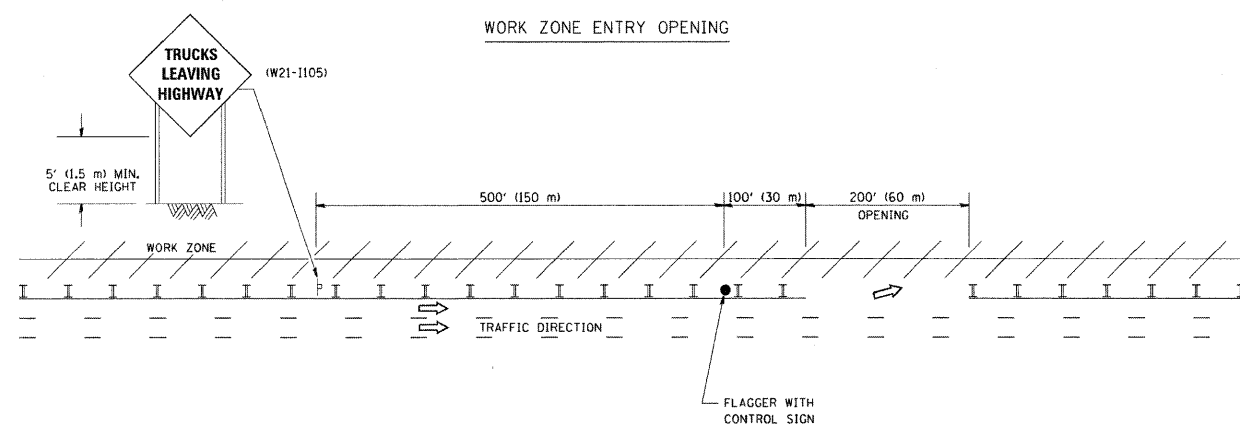 WORK ZONE ENTRY OPENING
TRUCKS
LEAVING
HIGHWAY
(W21-I105)
5' (1.5 m) MIN.
CLEAR HEIGHT
500' (150 m)
100' (30 m)
200' (60 m)
OPENING
WORK ZONE
TRAFFIC DIRECTION
FLAGGER WITH
CONTROL SIGN